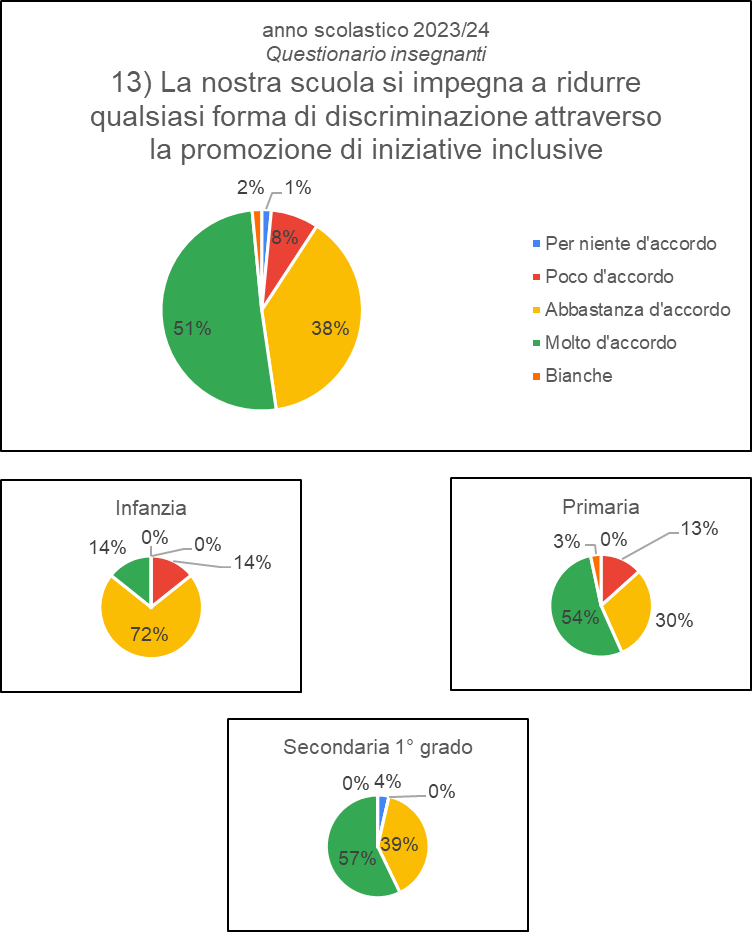 anno scolastico 2023/24
Questionario insegnanti
13) La nostra scuola si impegna a ridurre
qualsiasi forma di discriminazione attraverso
la promozione di iniziative inclusive
2%
1%
8%
51%
38%
Per niente d'accordo
Poco d'accordo
Abbastanza d'accordo
Molto d'accordo
Bianche
Infanzia
0%
14%
0%
14%
72%
Primaria
3%
0%
13%
54%
30%
Secondaria 1° grado
0%
4%
0%
39%
57%